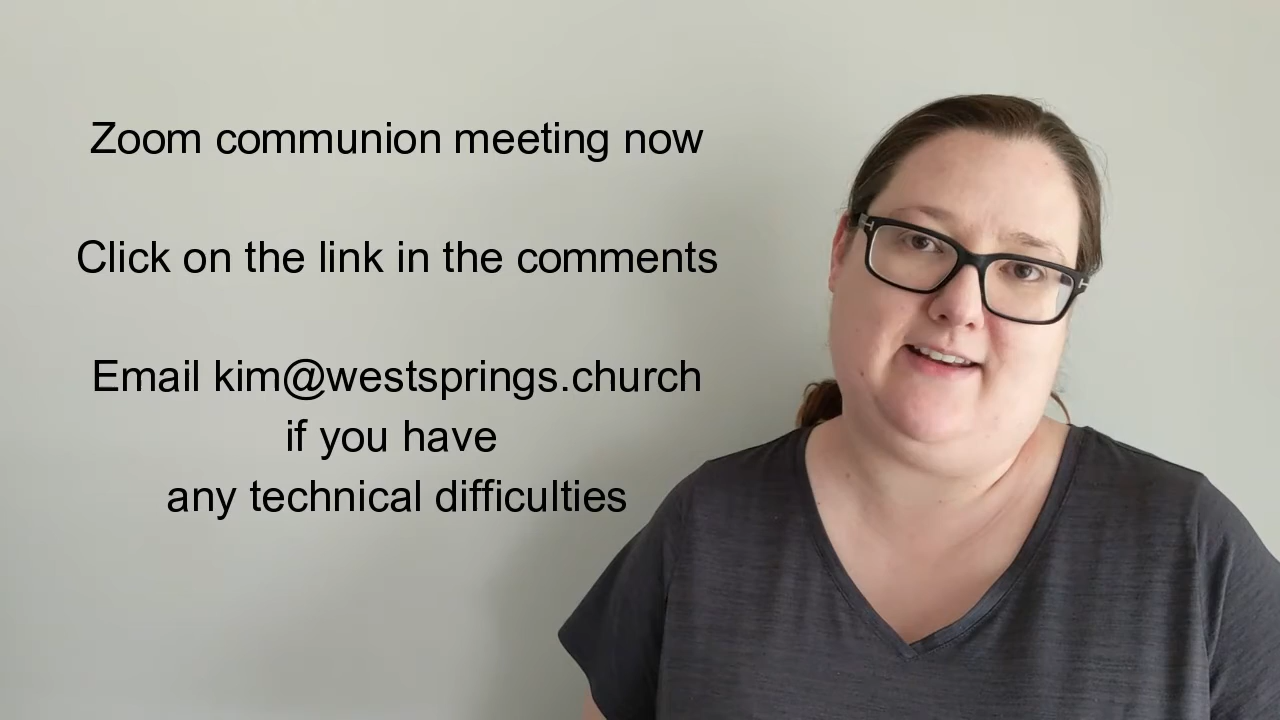 Zoom communion meeting now
Click on the link in the comments
Email kim@westsprings.church
if you have
any technical difficulties